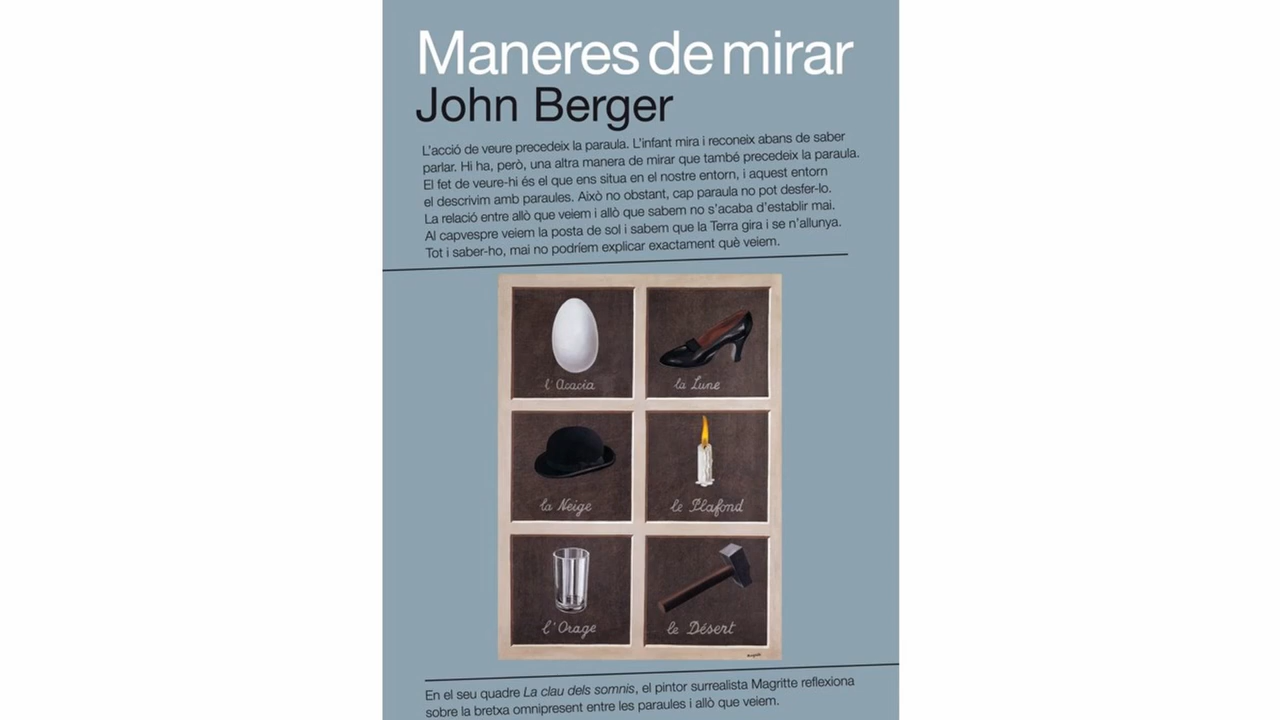 Maneres de mirar
John Berger
L'acció de veure precedeix la paraula. L'infant mira i reconeix abans de saber
parlar. Hi ha, però, una altra manera de mirar que també precedeix la paraula.
El fet de veure-hi és el que ens situa en el nostre entorn, i aquest entorn
el descrivim amb paraules. Això no obstant, cap paraula no pot desfer-lo.
La relació entre allò que veiem i allò que sabem no s'acaba d'establir mai.
Al capvespre veiem la posta de sol i sabem que la Terra gira i se n'allunya.
Tot i saber-ho, mai no podríem explicar exactament què veiem.
l'Acacia
la Lune
la Neige
le Plafond
l'Orage
le Désert
Magritte
En el seu quadre La clau dels somnis, el pintor surrealista Magritte reflexiona
sobre la bretxa omnipresent entre les paraules i allò que veiem.